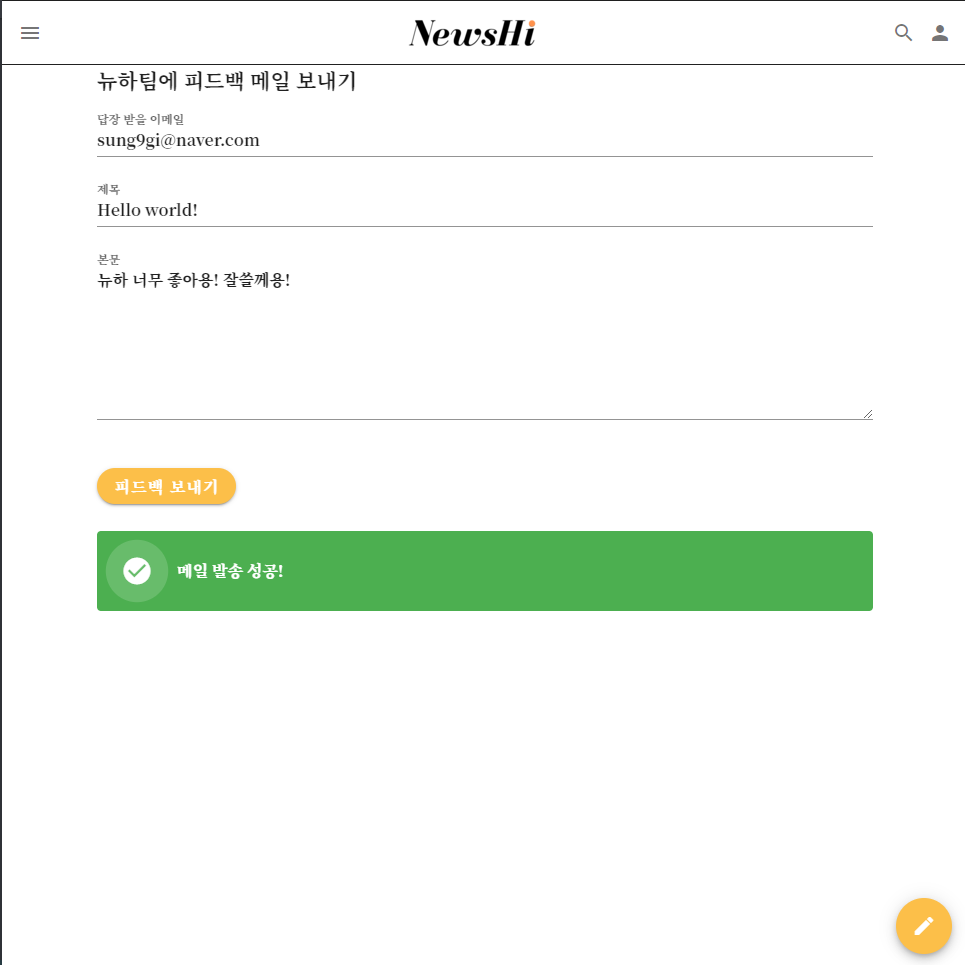 NewsHi
뉴하팀에 피드백 메일 보내기
답장 받을 이메일
sung9gi@naver.com
제목
Hello world!
본문
뉴하 너무 좋아용! 잘쓸께용!
피드백 보내기
메일 발송 성공!